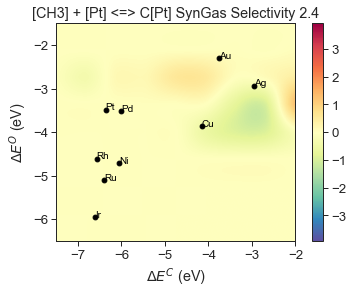 [CH3] + [Pt] <=> C[Pt] SynGas Selectivity 2.4
ΔE^O (eV)
−2
−3
−4
−5
−6
Au
Ag
Pt
Pd
Cu
Rh
Ni
Ru
Ir
−7
−6
−5
−4
−3
−2
ΔE^C (eV)
3
2
1
0
−1
−2
−3